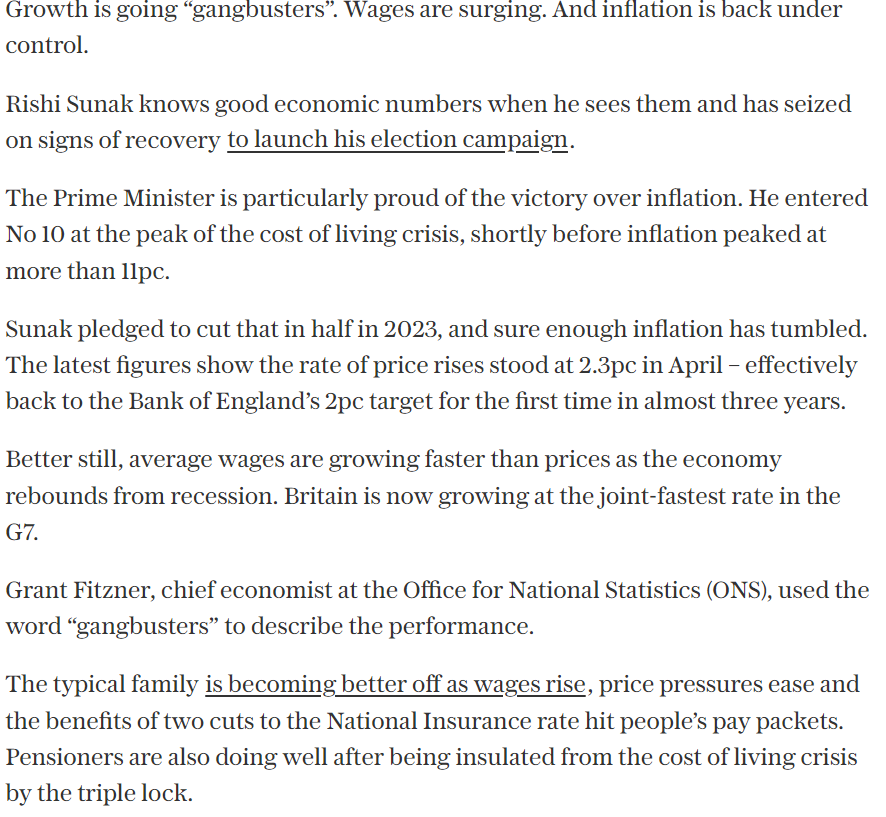 Growth is going “gangbusters”. Wages are surging. And inflation is back under
control.
Rishi Sunak knows good economic numbers when he sees them and has seized
on signs of recovery to launch his election campaign.
The Prime Minister is particularly proud of the victory over inflation. He entered
No 10 at the peak of the cost of living crisis, shortly before inflation peaked at
more than 11pc.
Sunak pledged to cut that in half in 2023, and sure enough inflation has tumbled.
The latest figures show the rate of price rises stood at 2.3pc in April – effectively
back to the Bank of England’s 2pc target for the first time in almost three years.
Better still, average wages are growing faster than prices as the economy
rebounds from recession. Britain is now growing at the joint-fastest rate in the
G7.
Grant Fitzner, chief economist at the Office for National Statistics (ONS), used the
word “gangbusters” to describe the performance.
The typical family is becoming better off as wages rise, price pressures ease and
the benefits of two cuts to the National Insurance rate hit people’s pay packets.
Pensioners are also doing well after being insulated from the cost of living crisis
by the triple lock.